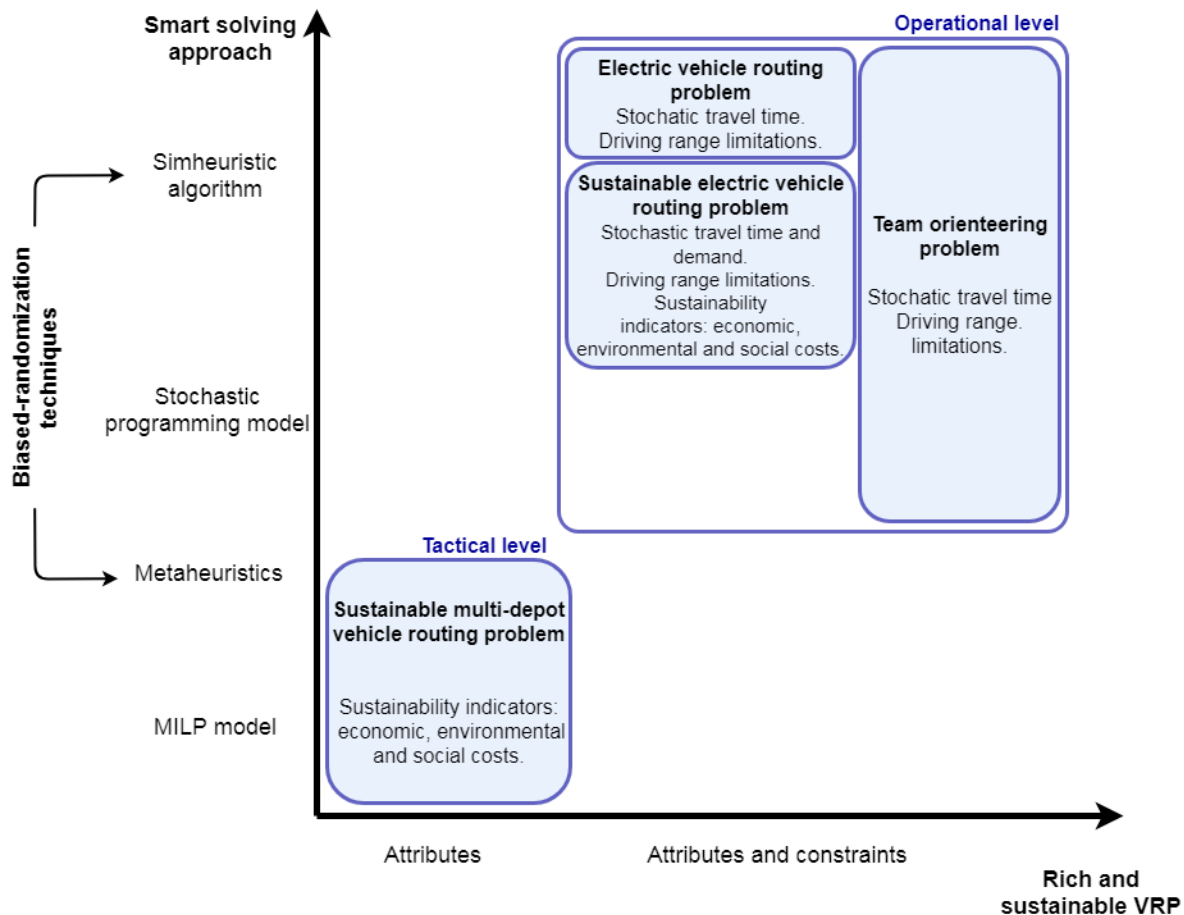 Smart solving
approach
Operational level
Electric vehicle routing
problem
Stochatic travel time.
Driving range limitations.
Simheuristic
algorithm
Sustainable electric vehicle
routing problem
Stochastic travel time and
demand.
Driving range limitations.
Sustainability
indicators: economic,
environmental and social costs.
Team orienteering
problem
Stochatic travel time
Driving range.
limitations.
Biased-randomization
techniques
Stochastic
programming model
Tactical level
Metaheuristics
Sustainable multi-depot
vehicle routing problem
Sustainability indicators:
economic, environmental
and social costs.
MILP model
Attributes
Attributes and constraints
Rich and
sustainable VRP